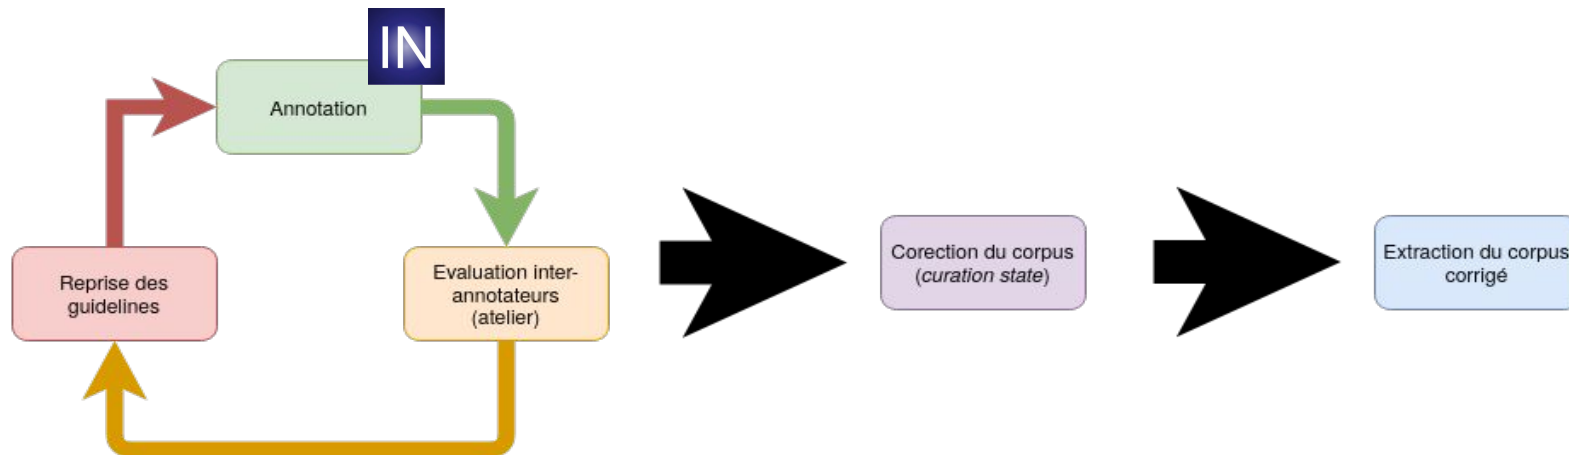 IN
Annotation
Reprise des
guidelines
Evaluation inter-
annotateurs
(atelier)
Corection du corpus
(curation state)
Extraction du corpus
corrigé